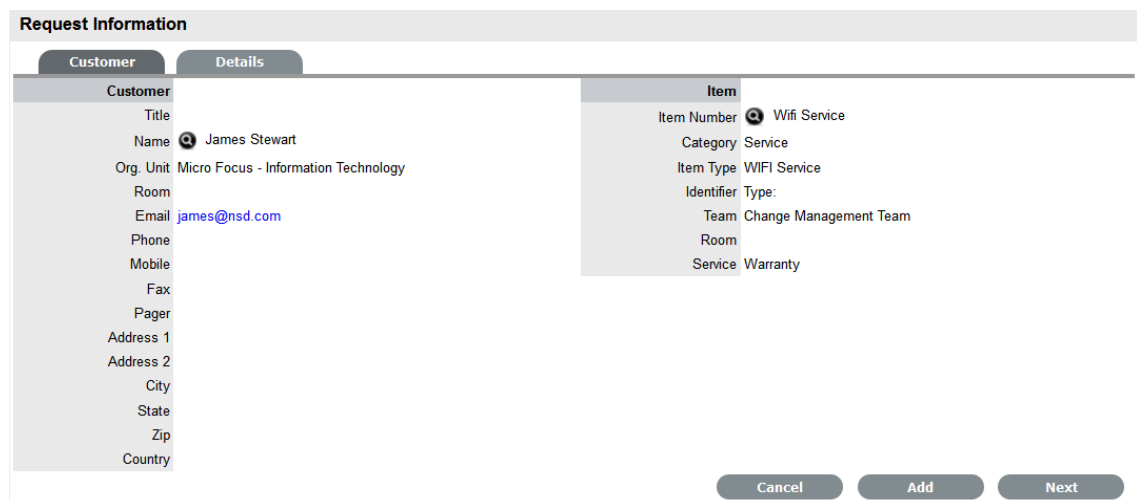 Request Information
Customer Details
Customer
Title
Name James Stewart
Org. Unit Micro Focus - Information Technology
Room
Email james@nsd.com
Phone
Mobile
Fax
Pager
Address 1
Address 2
City
State
Zip
Country
Item
Item Number Wifi Service
Category Service
Item Type WIFI Service
Identifier Type:
Team Change Management Team
Room
Service Warranty
Cancel Add Next